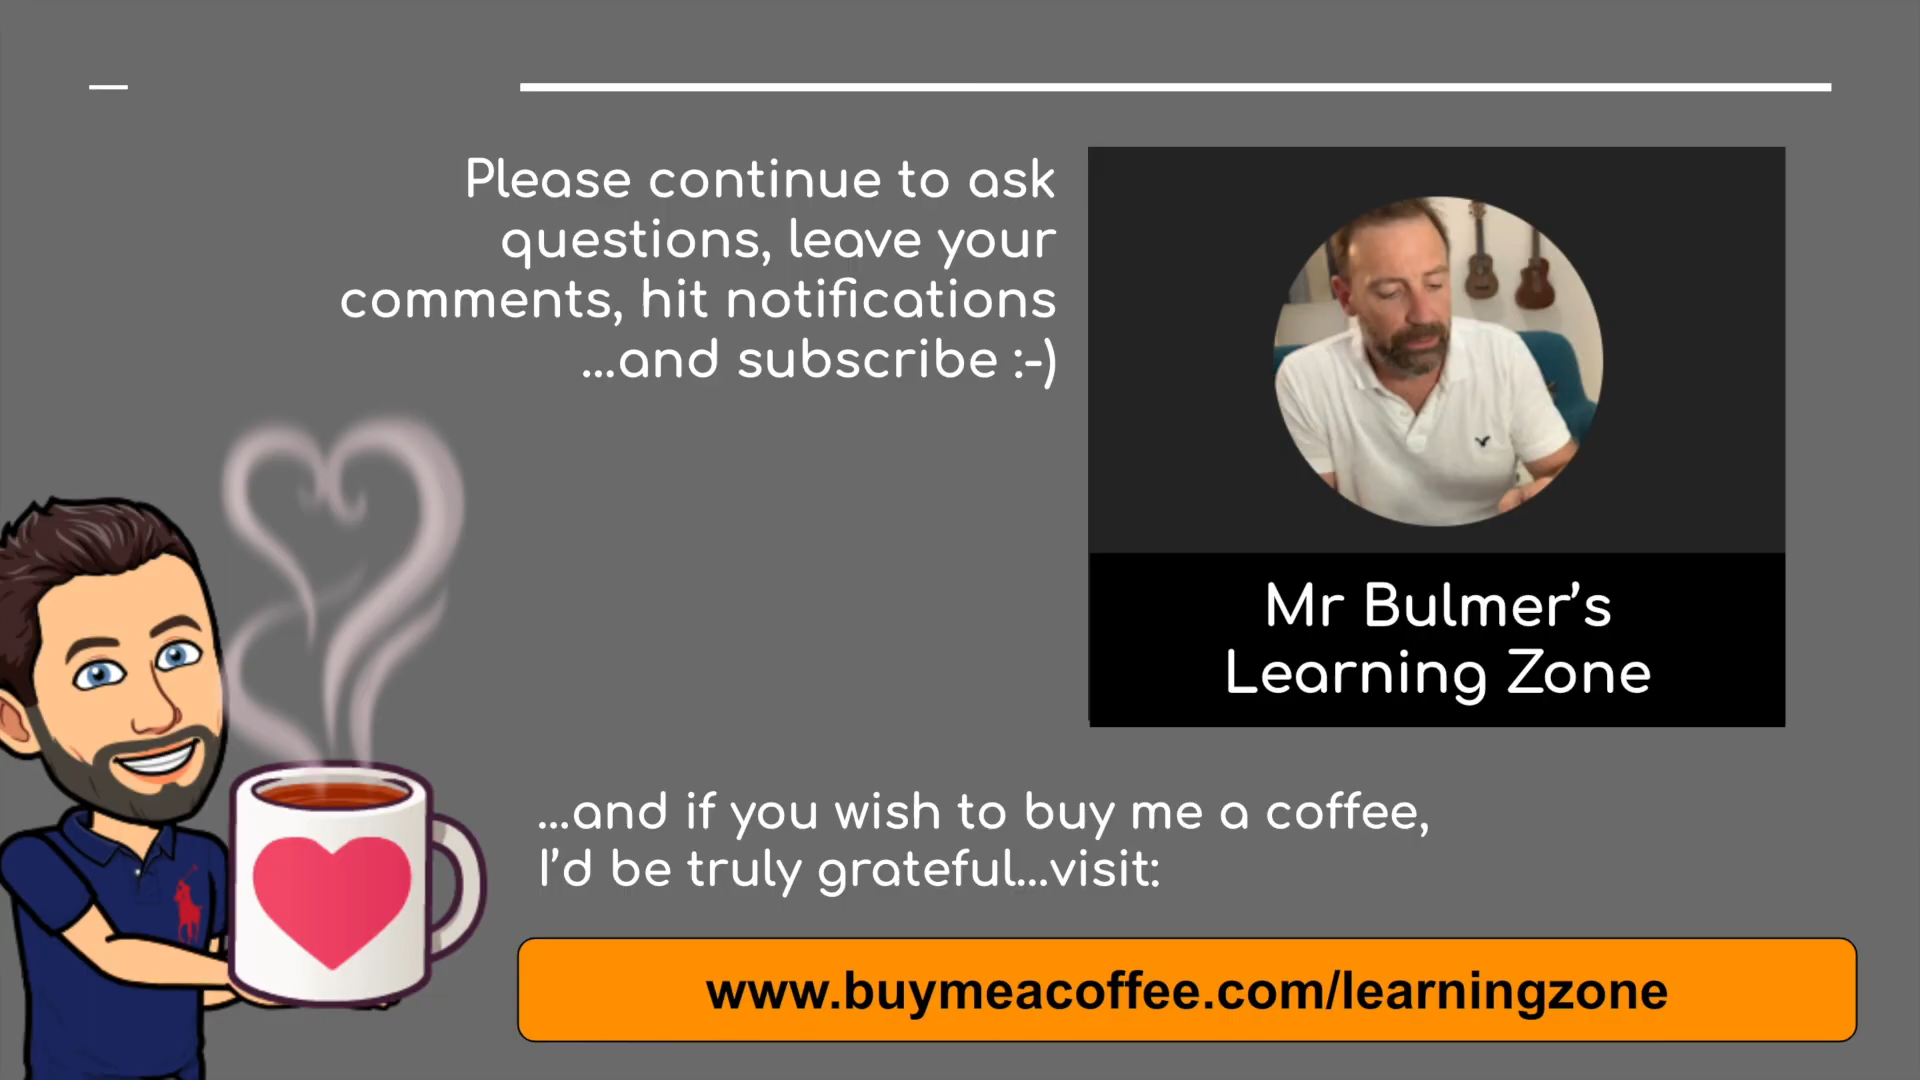 Please continue to ask
questions, leave your
comments, hit notifications
...and subscribe :-)
Mr Bulmer’s
Learning Zone
...and if you wish to buy me a coffee,
I’d be truly grateful...visit:
www.buymeacoffee.com/learningzone